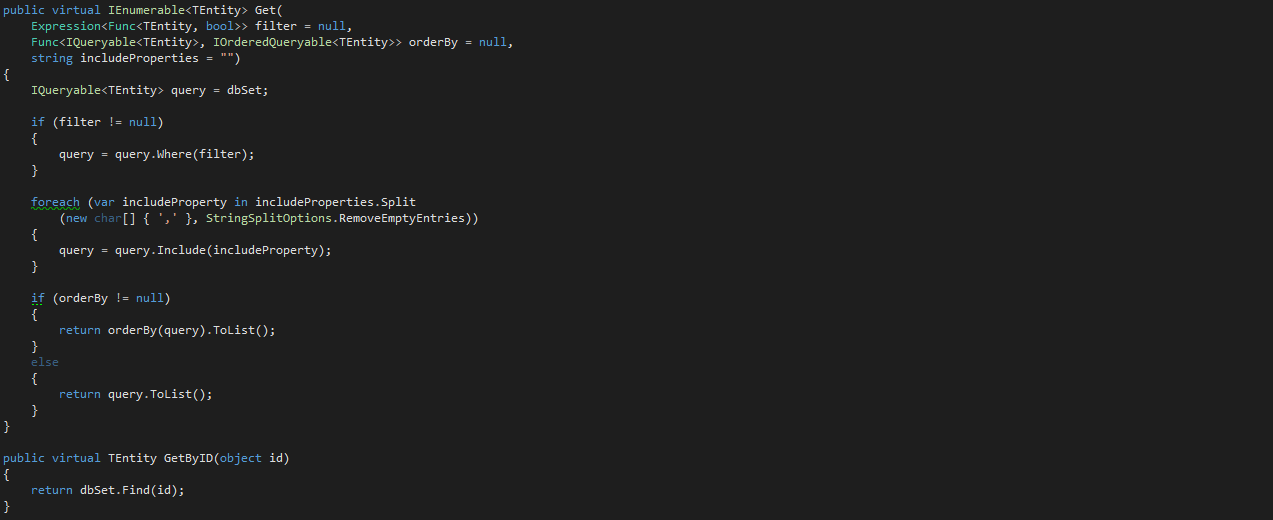 public virtual IEnumerable<TEntity> Get(
    Expression<Func<TEntity, bool>> filter = null,
    Func<IQueryable<TEntity>, IOrderedQueryable<TEntity>> orderBy = null,
    string includeProperties = "")
{
    IQueryable<TEntity> query = dbSet;

    if (filter != null)
    {
        query = query.Where(filter);
    }

    foreach (var includeProperty in includeProperties.Split
        (new char[] { ',' }, StringSplitOptions.RemoveEmptyEntries))
    {
        query = query.Include(includeProperty);
    }

    if (orderBy != null)
    {
        return orderBy(query).ToList();
    }
    else
    {
        return query.ToList();
    }
}

public virtual TEntity GetByID(object id)
{
    return dbSet.Find(id);
}